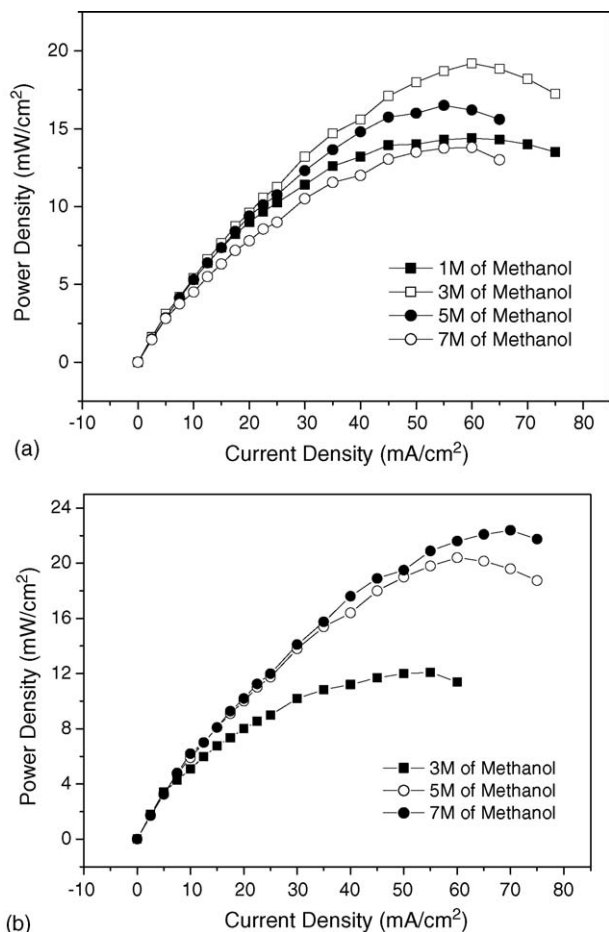 20
15
10
5
0
Power Density (mW/cm²)
1M of Methanol
3M of Methanol
5M of Methanol
7M of Methanol
-10 0 10 20 30 40 50 60 70 80
Current Density (mA/cm²)
(a)
24
20
16
12
8
4
0
Power Density (mW/cm²)
3M of Methanol
5M of Methanol
7M of Methanol
-10 0 10 20 30 40 50 60 70 80
Current Density (mA/cm²)
(b)